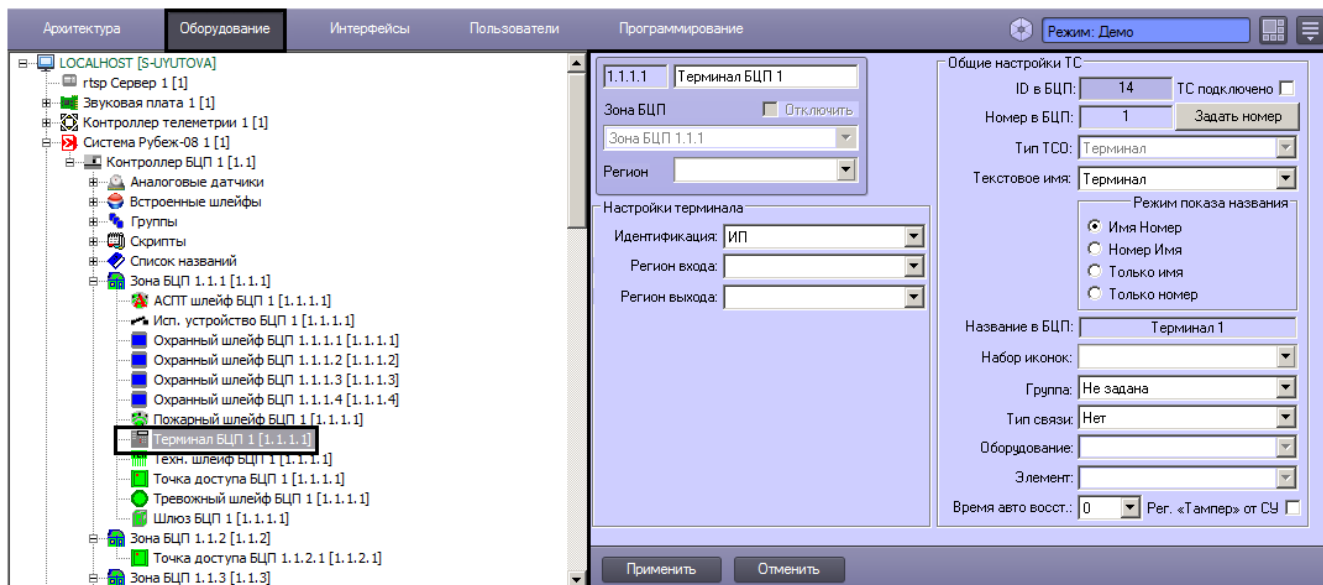 Архитектура Оборудование Интерфейсы Пользователи Программирование Режим: Демо
LOCALHOST [S-UYUTOVA]
rtsp Сервер 1 [1]
Звуковая плата 1 [1]
Контроллер телеметрии 1 [1]
Система Рубеж-08 1 [1]
Контроллер БЦП 1 [1.1]
Аналоговые датчики
Встроенные шлейфы
Группы
Скрипты
Список названий
Зона БЦП 1.1.1 [1.1.1]
АСПТ шлейф БЦП 1 [1.1.1.1]
Исп. устройство БЦП 1 [1.1.1.1]
Охранный шлейф БЦП 1.1.1.1 [1.1.1.1]
Охранный шлейф БЦП 1.1.1.2 [1.1.1.2]
Охранный шлейф БЦП 1.1.1.3 [1.1.1.3]
Охранный шлейф БЦП 1.1.1.4 [1.1.1.4]
Пожарный шлейф БЦП 1 [1.1.1.1]
Терминал БЦП 1 [1.1.1.1]
Техн. шлейф БЦП 1 [1.1.1.1]
Точка доступа БЦП 1 [1.1.1.1]
Тревожный шлейф БЦП 1 [1.1.1.1]
Шлюз БЦП 1 [1.1.1.1]
Зона БЦП 1.1.2 [1.1.2]
Точка доступа БЦП 1.1.2.1 [1.1.2.1]
Зона БЦП 1.1.3 [1.1.3]
1.1.1.1 Терминал БЦП 1
Зона БЦП Отключить
Зона БЦП 1.1.1
Регион
Настройки терминала
Идентификация: ИП
Регион входа:
Регион выхода:
Общие настройки ТС
ID в БЦП: 14 ТС подключено
Номер в БЦП: 1 Задать номер
Тип ТСО: Терминал
Текстовое имя: Терминал
Режим показа названия
Имя Номер
Номер Имя
Только имя
Только номер
Название в БЦП: Терминал 1
Набор иконок:
Группа: Не задана
Тип связи: Нет
Оборудование:
Элемент:
Время авто восст.: 0 Рег. «Тампер» от СУ
Применить Отменить